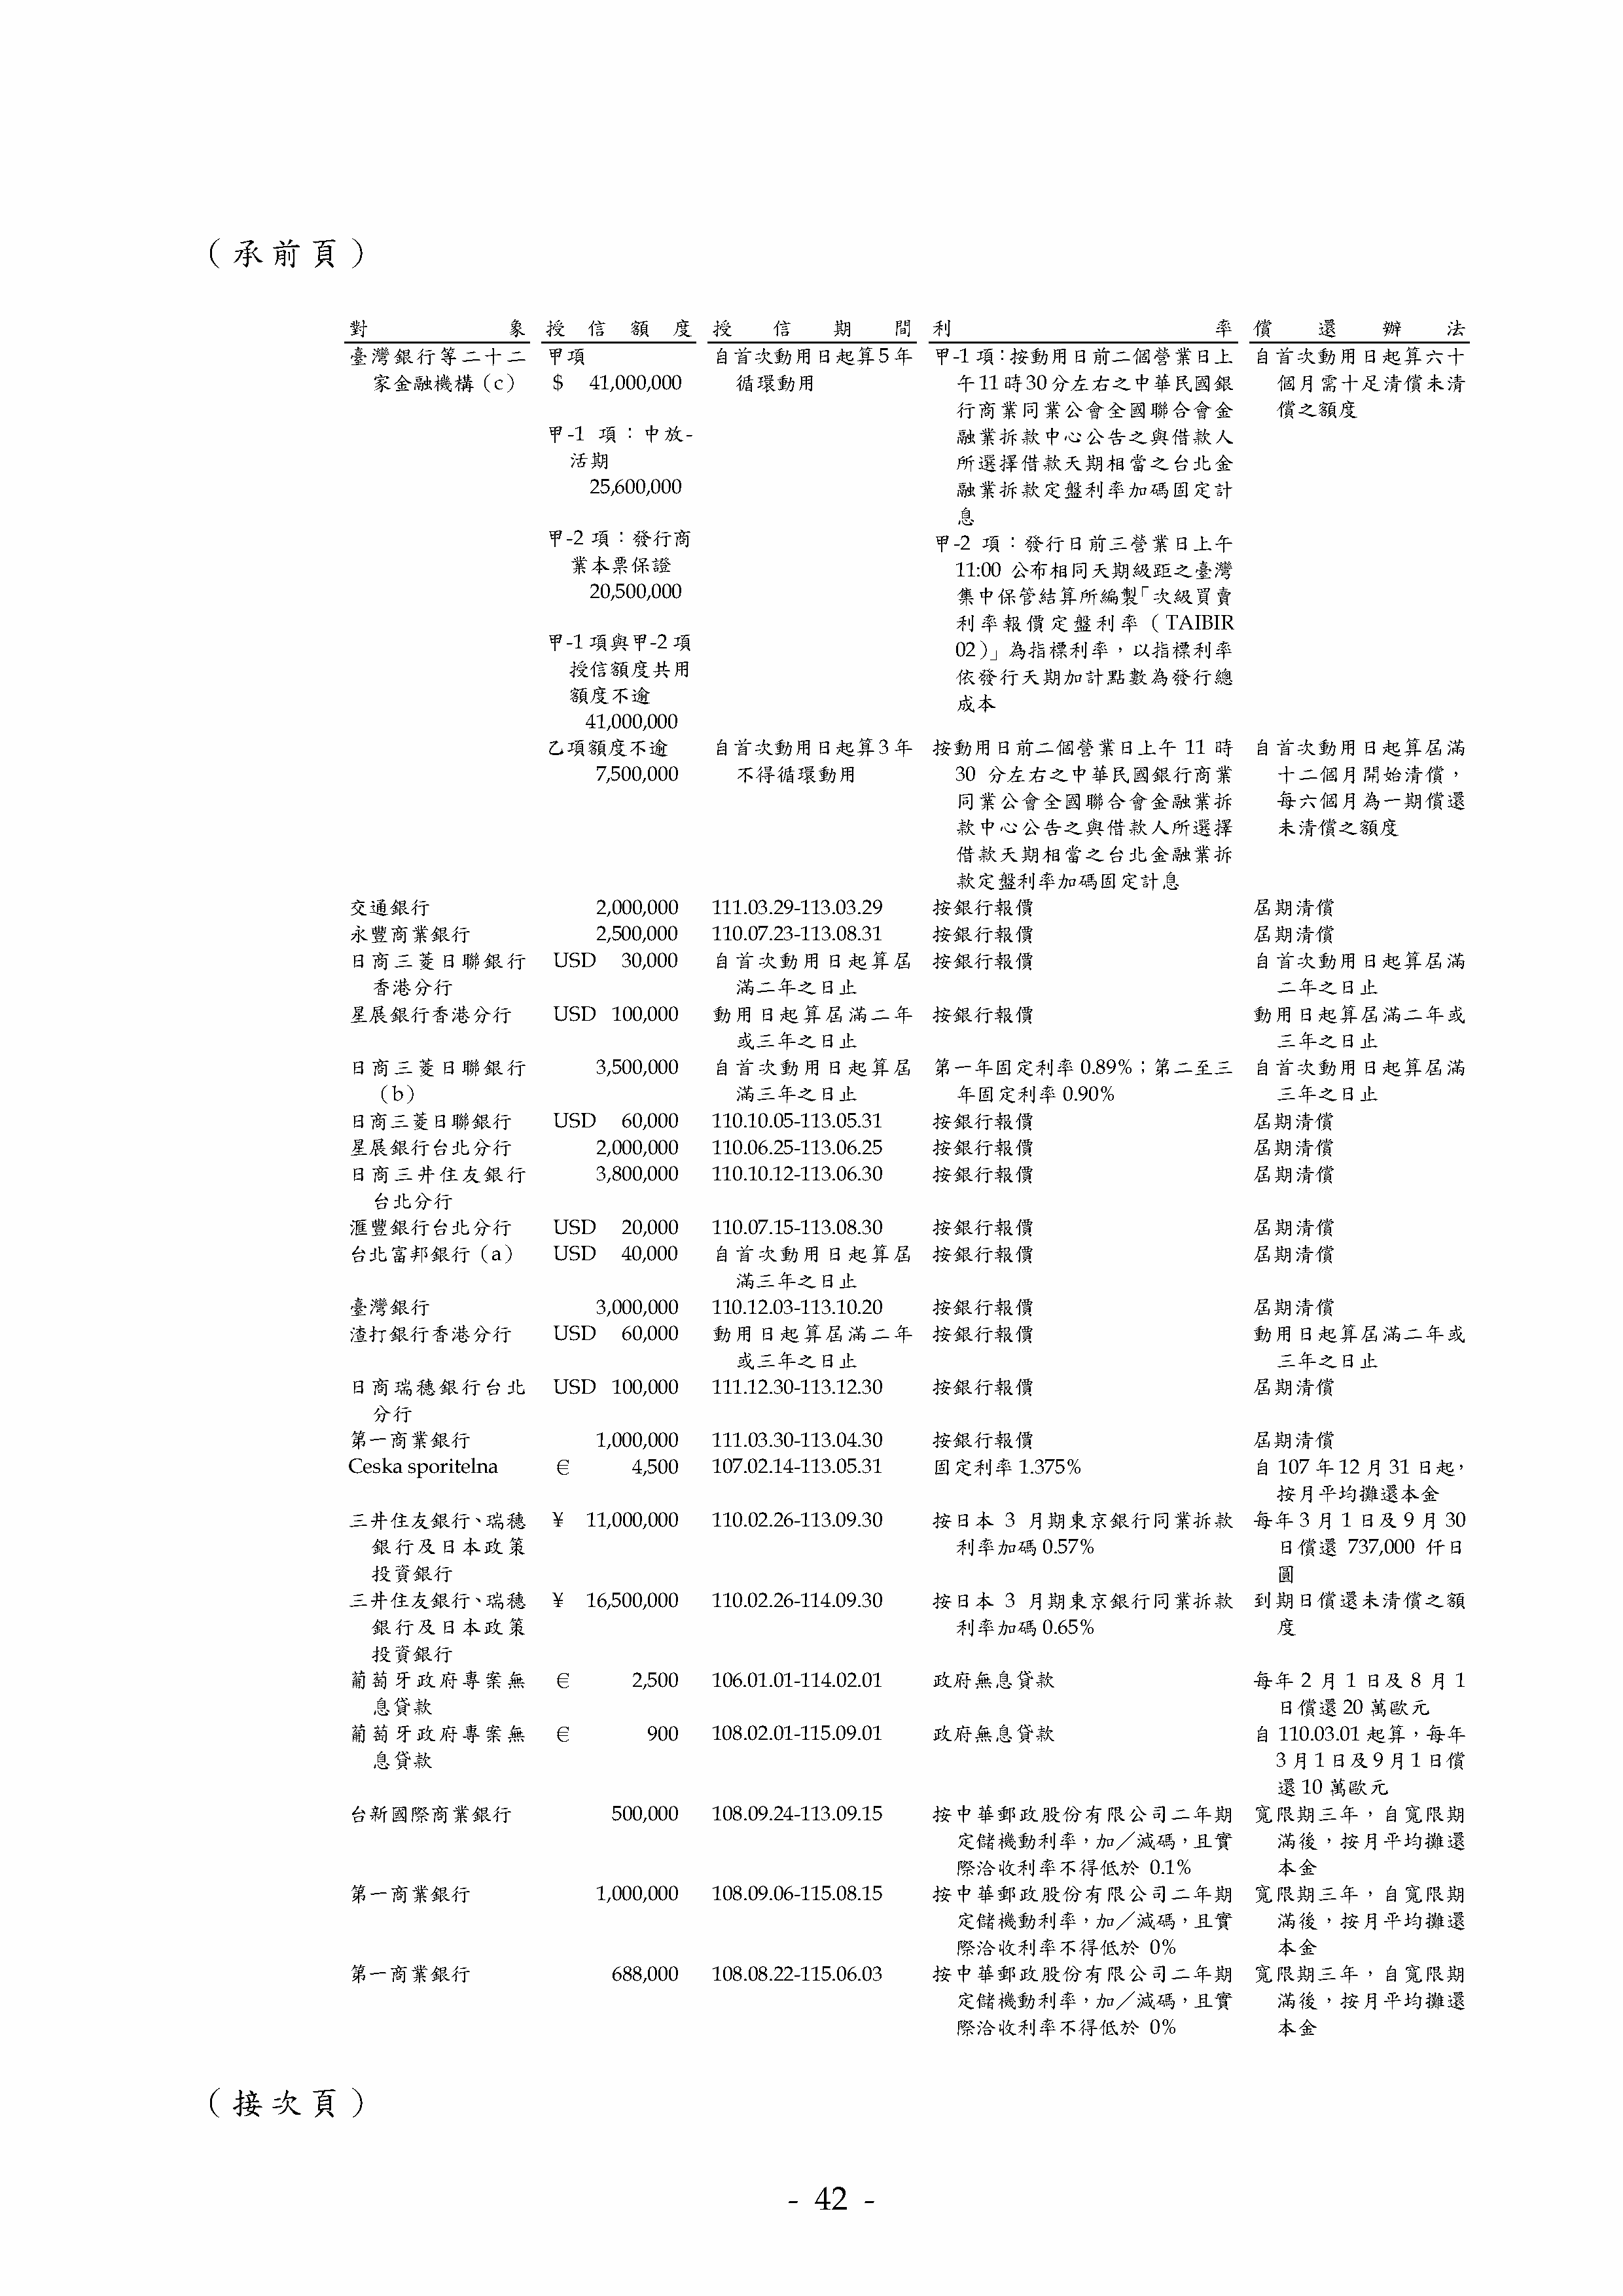 （承前頁）
對象 授信額度 授信期間 利率 償還辦法
臺灣銀行等二十二 甲項 自首次動用日起算5年 甲-1項：按動用日前二個營業日上 自首次動用日起算六十
家金融機構（c） $ 41,000,000 循環動用 午11時30分左右之中華民國銀 個月需十足清償未清
行商業同業公會全國聯合會金 償之額度
甲-1 項：中放- 融業拆款中心公告之與借款人
活期 所選擇借款天期相當之台北金
25,600,000 融業拆款定盤利率加碼固定計
息
甲-2 項：發行商 甲-2 項：發行日前三營業日上午
業本票保證 11:00 公布相同天期級距之臺灣
20,500,000 集中保管結算所編製「次級買賣
利率報價定盤利率（TAIBIR
甲-1項與甲-2項 02）」為指標利率，以指標利率
授信額度共用 依發行天期加計點數為發行總
額度不逾 成本
41,000,000
乙項額度不逾 自首次動用日起算3年 按動用日前二個營業日上午 11 時 自首次動用日起算屆滿
7,500,000 不得循環動用 30 分左右之中華民國銀行商業 十二個月開始清償，
同業公會全國聯合會金融業拆 每六個月為一期償還
款中心公告之與借款人所選擇 未清償之額度
借款天期相當之台北金融業拆
款定盤利率加碼固定計息
交通銀行 2,000,000 111.03.29-113.03.29 按銀行報價 屆期清償
永豐商業銀行 2,500,000 110.07.23-113.08.31 按銀行報價 屆期清償
日商三菱日聯銀行 USD 30,000 自首次動用日起算屆 按銀行報價 自首次動用日起算屆滿
香港分行 滿二年之日止 二年之日止
星展銀行香港分行 USD 100,000 動用日起算屆滿二年 按銀行報價 動用日起算屆滿二年或
或三年之日止 三年之日止
日商三菱日聯銀行 3,500,000 自首次動用日起算屆 第一年固定利率0.89%；第二至三 自首次動用日起算屆滿
（b） 滿三年之日止 年固定利率0.90% 三年之日止
日商三菱日聯銀行 USD 60,000 110.10.05-113.05.31 按銀行報價 屆期清償
星展銀行台北分行 2,000,000 110.06.25-113.06.25 按銀行報價 屆期清償
日商三井住友銀行 3,800,000 110.10.12-113.06.30 按銀行報價 屆期清償
台北分行
滙豐銀行台北分行 USD 20,000 110.07.15-113.08.30 按銀行報價 屆期清償
台北富邦銀行（a） USD 40,000 自首次動用日起算屆 按銀行報價 屆期清償
滿三年之日止
臺灣銀行 3,000,000 110.12.03-113.10.20 按銀行報價 屆期清償
渣打銀行香港分行 USD 60,000 動用日起算屆滿二年 按銀行報價 動用日起算屆滿二年或
或三年之日止 三年之日止
日商瑞穗銀行台北 USD 100,000 111.12.30-113.12.30 按銀行報價 屆期清償
分行
第一商業銀行 1,000,000 111.03.30-113.04.30 按銀行報價 屆期清償
Ceska sporitelna € 4,500 107.02.14-113.05.31 固定利率1.375% 自107年12月31日起，
按月平均攤還本金
三井住友銀行、瑞穗 ¥ 11,000,000 110.02.26-113.09.30 按日本 3 月期東京銀行同業拆款 每年3月1日及9月30
銀行及日本政策 利率加碼0.57% 日償還 737,000 仟日
投資銀行 圓
三井住友銀行、瑞穗 ¥ 16,500,000 110.02.26-114.09.30 按日本 3 月期東京銀行同業拆款 到期日償還未清償之額
銀行及日本政策 利率加碼0.65% 度
投資銀行
葡萄牙政府專案無 € 2,500 106.01.01-114.02.01 政府無息貸款 每年 2 月 1 日及 8 月 1
息貸款 日償還20萬歐元
葡萄牙政府專案無 € 900 108.02.01-115.09.01 政府無息貸款 自110.03.01起算，每年
息貸款 3月1日及9月1日償
還10萬歐元
台新國際商業銀行 500,000 108.09.24-113.09.15 按中華郵政股份有限公司二年期 寬限期三年，自寬限期
定儲機動利率，加／減碼，且實 滿後，按月平均攤還
際洽收利率不得低於 0.1% 本金
第一商業銀行 1,000,000 108.09.06-115.08.15 按中華郵政股份有限公司二年期 寬限期三年，自寬限期
定儲機動利率，加／減碼，且實 滿後，按月平均攤還
際洽收利率不得低於 0% 本金
第一商業銀行 688,000 108.08.22-115.06.03 按中華郵政股份有限公司二年期 寬限期三年，自寬限期
定儲機動利率，加／減碼，且實 滿後，按月平均攤還
際洽收利率不得低於 0% 本金
（接次頁）
- 42 -